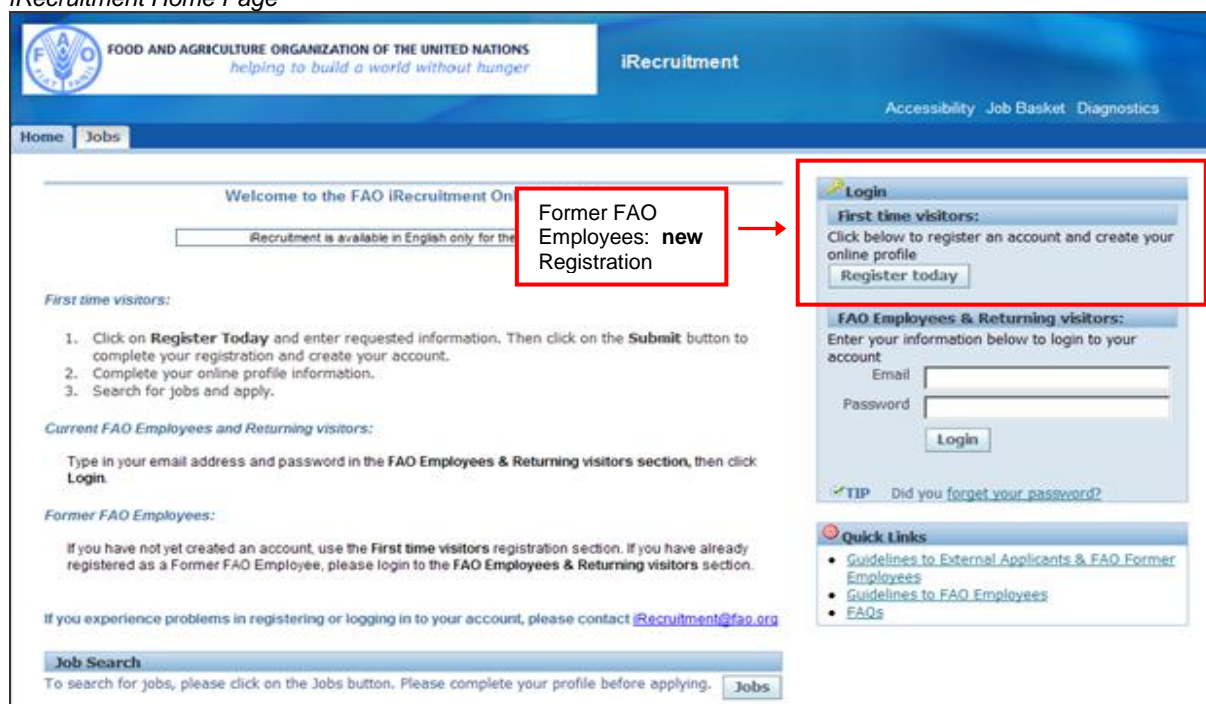 iRecruitment Home Page
FAO
FIAT PANIS
FOOD AND AGRICULTURE ORGANIZATION OF THE UNITED NATIONS
helping to build a world without hunger
iRecruitment
Accessibility Job Basket Diagnostics
Home Jobs
Welcome to the FAO iRecruitment
iRecruitment is available in English only for the
Former FAO
Employees: new
Registration
First time visitors:
1. Click on Register Today and enter requested information. Then click on the Submit button to
complete your registration and create your account.
2. Complete your online profile information.
3. Search for jobs and apply.
Current FAO Employees and Returning visitors:
Type in your email address and password in the FAO Employees & Returning visitors section, then click
Login.
Former FAO Employees:
If you have not yet created an account, use the First time visitors registration section. If you have already
registered as a Former FAO Employee, please login to the FAO Employees & Returning visitors section.
If you experience problems in registering or logging in to your account, please contact iRecruitment@fao.org
Job Search
To search for jobs, please click on the Jobs button. Please complete your profile before applying. Jobs
Login
First time visitors:
Click below to register an account and create your
online profile
Register today
FAO Employees & Returning visitors:
Enter your information below to login to your
account
Email
Password
Login
TIP Did you forget your password?
Quick Links
• Guidelines to External Applicants & FAO Former
Employees
• Guidelines to FAO Employees
• FAQs